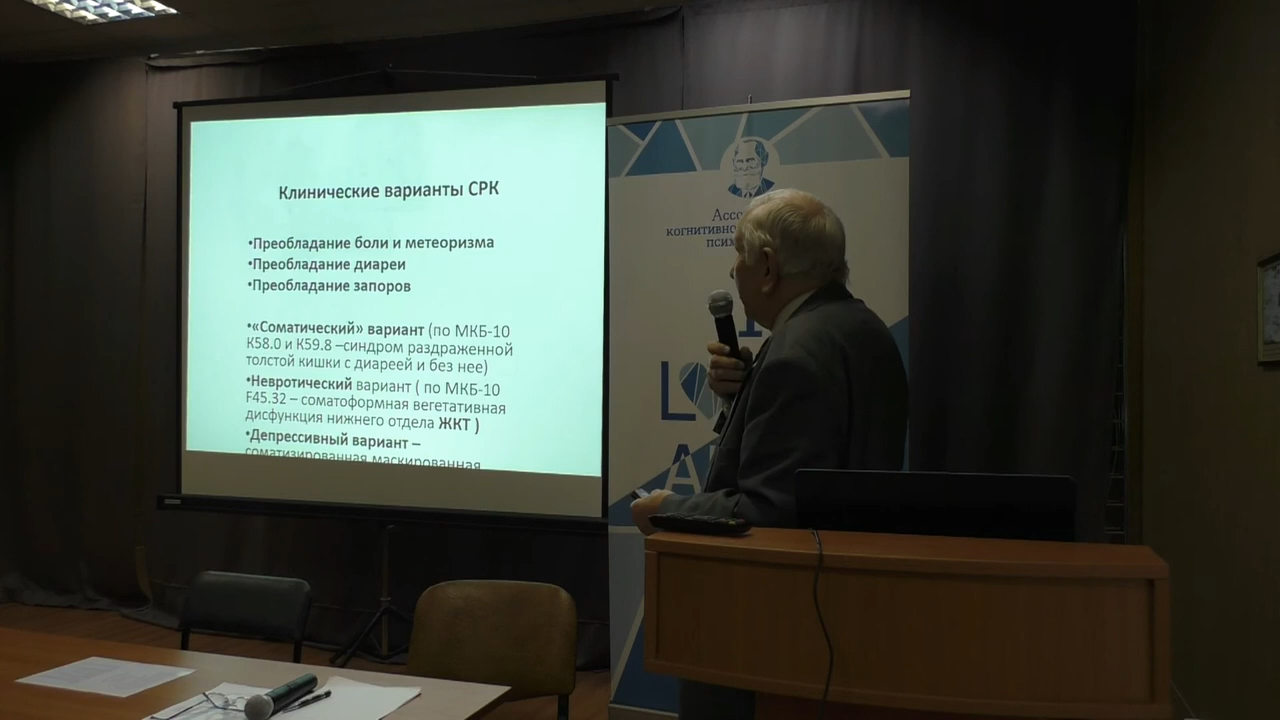 Клинические варианты СРК
•Преобладание боли и метеоризма
•Преобладание диареи
•Преобладание запоров
•«Соматический» вариант (по МКБ-10
К58.0 и К59.8 –синдром раздраженной
толстой кишки с диареей и без нее)
•Невротический вариант ( по МКБ-10
F45.32 – соматоформная вегетативная
дисфункция нижнего отдела ЖКТ )
•Депрессивный вариант –
соматизированная маскированная